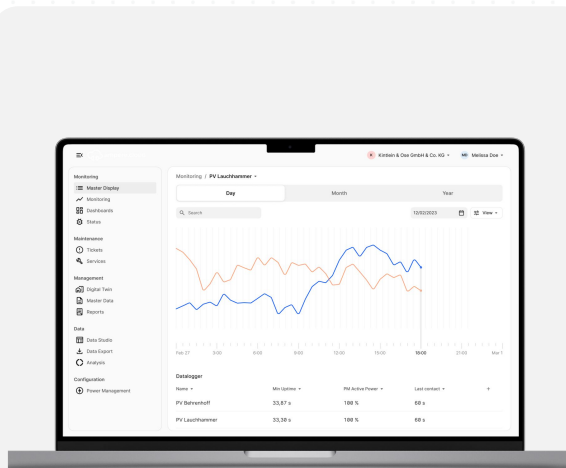 K Kintlein & Ose GmbH & Co. KG MD Melissa Doe
Monitoring
Master Display
Monitoring
Dashboards
Status
Maintenance
Tickets
Services
Management
Digital Twin
Master Data
Reports
Data
Data Studio
Data Export
Analysis
Configuration
Power Management
Monitoring / PV Lauchhammer
Day Month Year
Search 12/02/2023 View
Feb 27 3:00 6:00 9:00 12:00 15:00 18:00 21:00 Mar 1
Datalogger
Name Min Uptime PM Active Power Last contact +
PV Behrenhoff 33,87 s 100 % 60 s
PV Lauchhammer 33,30 s 100 % 60 s